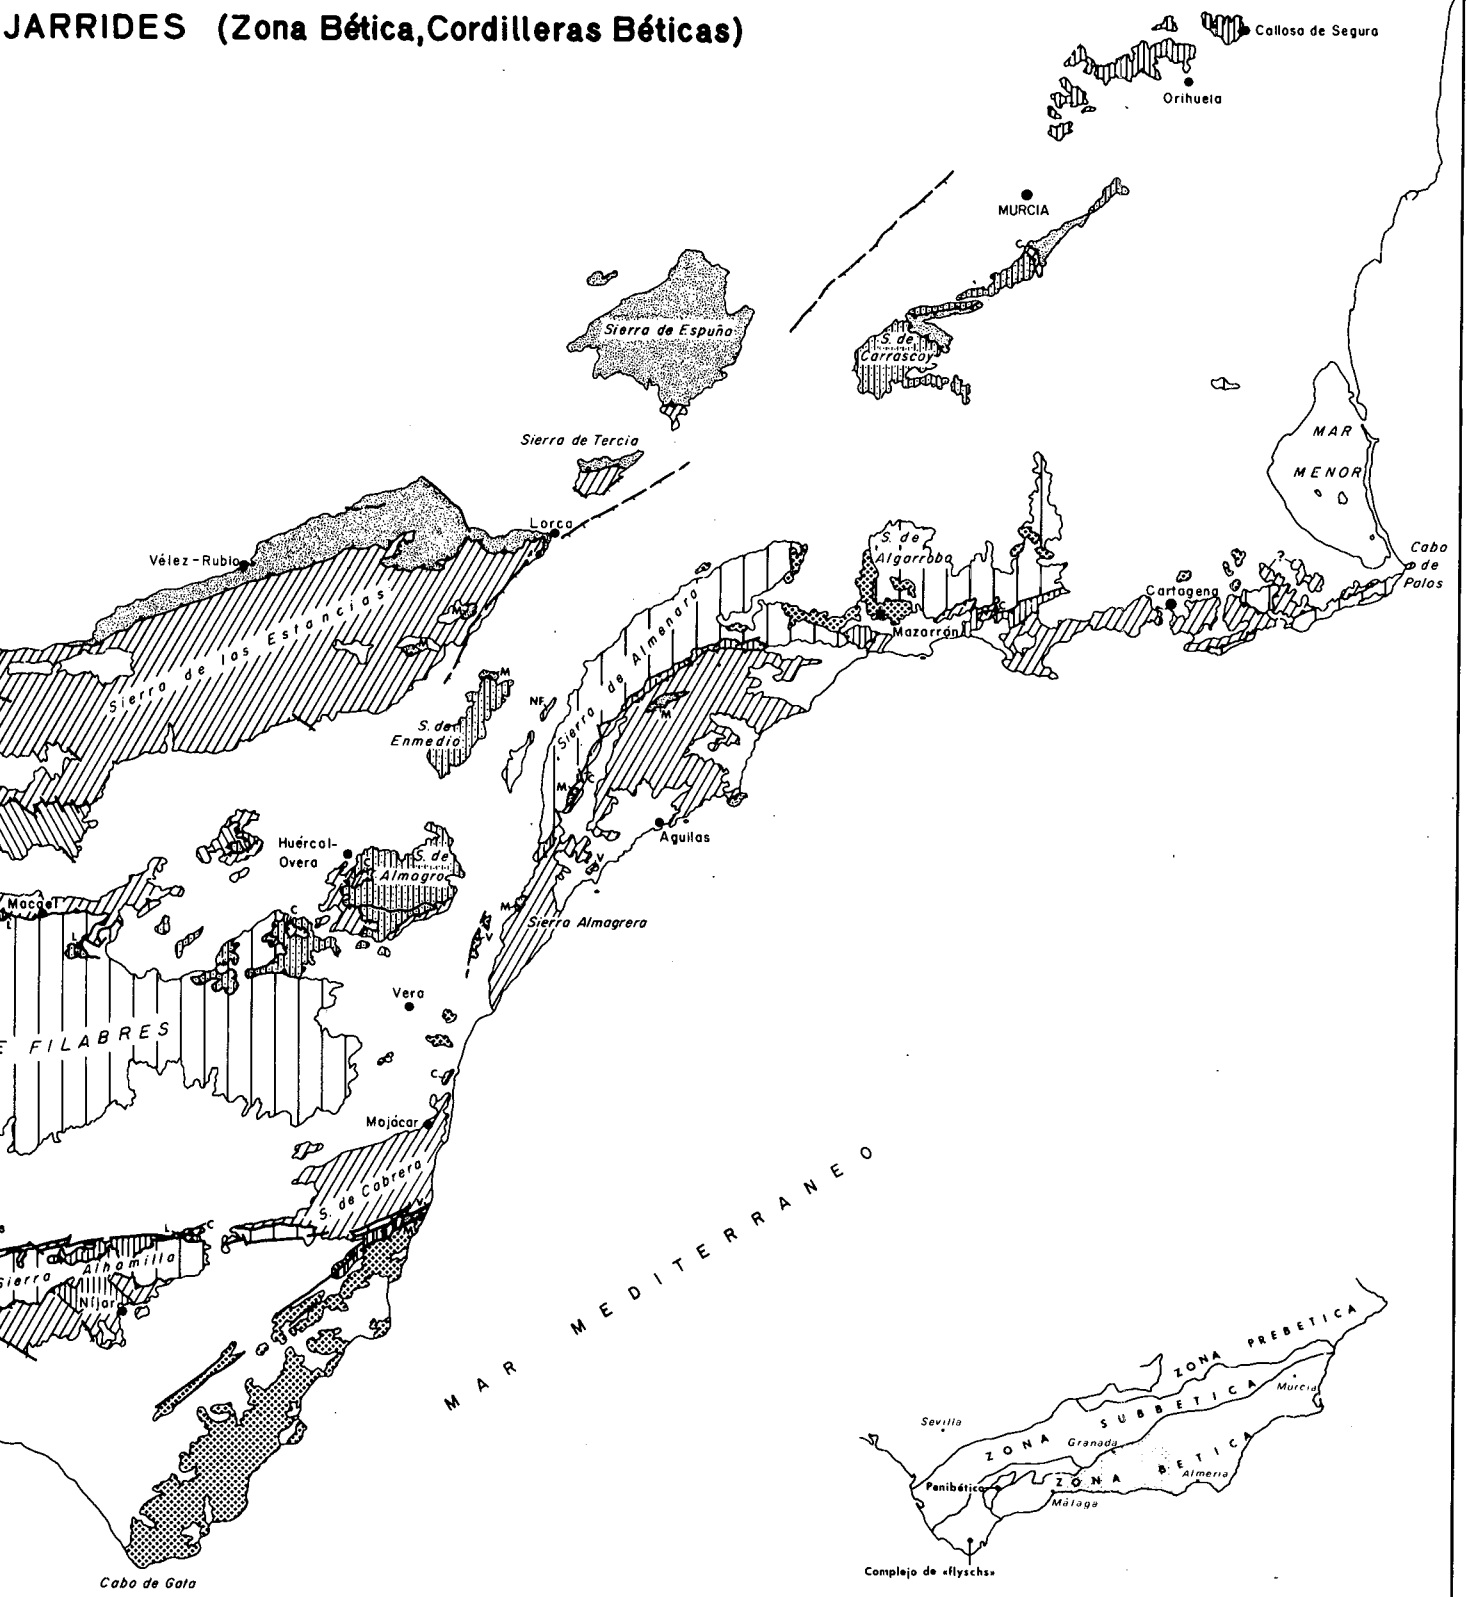 JARRIDES (Zona Bética, Cordilleras Béticas)
Callosa de Segura
Orihuela
MURCIA
C
Sierra de Espuña
S. de
Carrascoy
Sierra de Tercia
MAR
MENOR
Lorca
Vélez-Rubio
S. de
Algarrobo
?
Cabo
de
Palos
Cartagena
Sierra de las Estancias
M
M
Mazarrón
C
Sierra de Almenara
M
NF
M
S. de
Enmedio
C
M
Aguilas
V
Huércal-
Overa
C
S. de
Almagro
Macael
L
L
C
M
V
Sierra Almagrera
Vera
E FILABRES
C
Mojácar
S. de Cabrera
V
M
L
C
Sierra Alhamilla
Níjar
MAR MEDITERRANEO
Cabo de Gata
ZONA PREBETICA
Murcia
ZONA SUBBETICA
Sevilla
Granada
ZONA BETICA
Almería
Penibético
Málaga
Complejo de «flyschs»